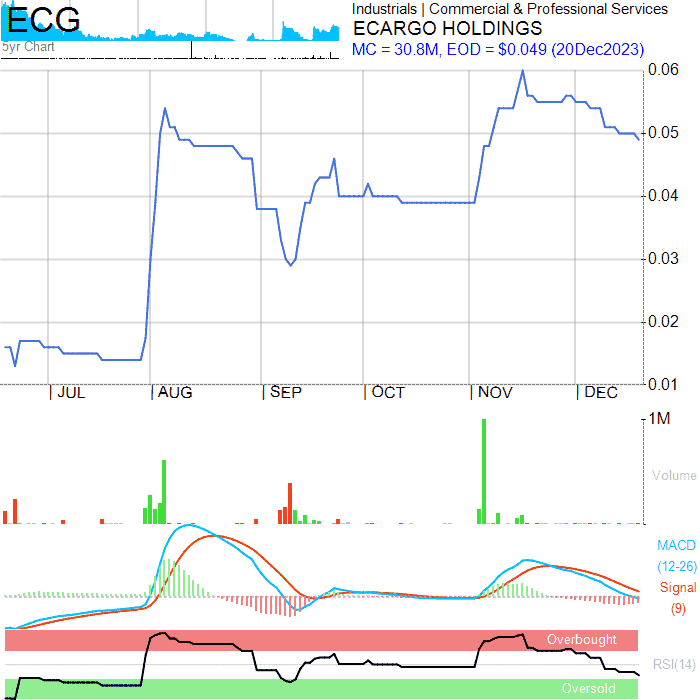 ECG
5yr Chart
Industrials | Commercial & Professional Services
ECARGO HOLDINGS
MC = 30.8M, EOD = $0.049 (20Dec2023)
0.06
0.05
0.04
0.03
0.02
0.01
| JUL | AUG | SEP | OCT | NOV | DEC
1M
Volume
MACD
(12-26)
Signal
(9)
Overbought
RSI(14)
Oversold